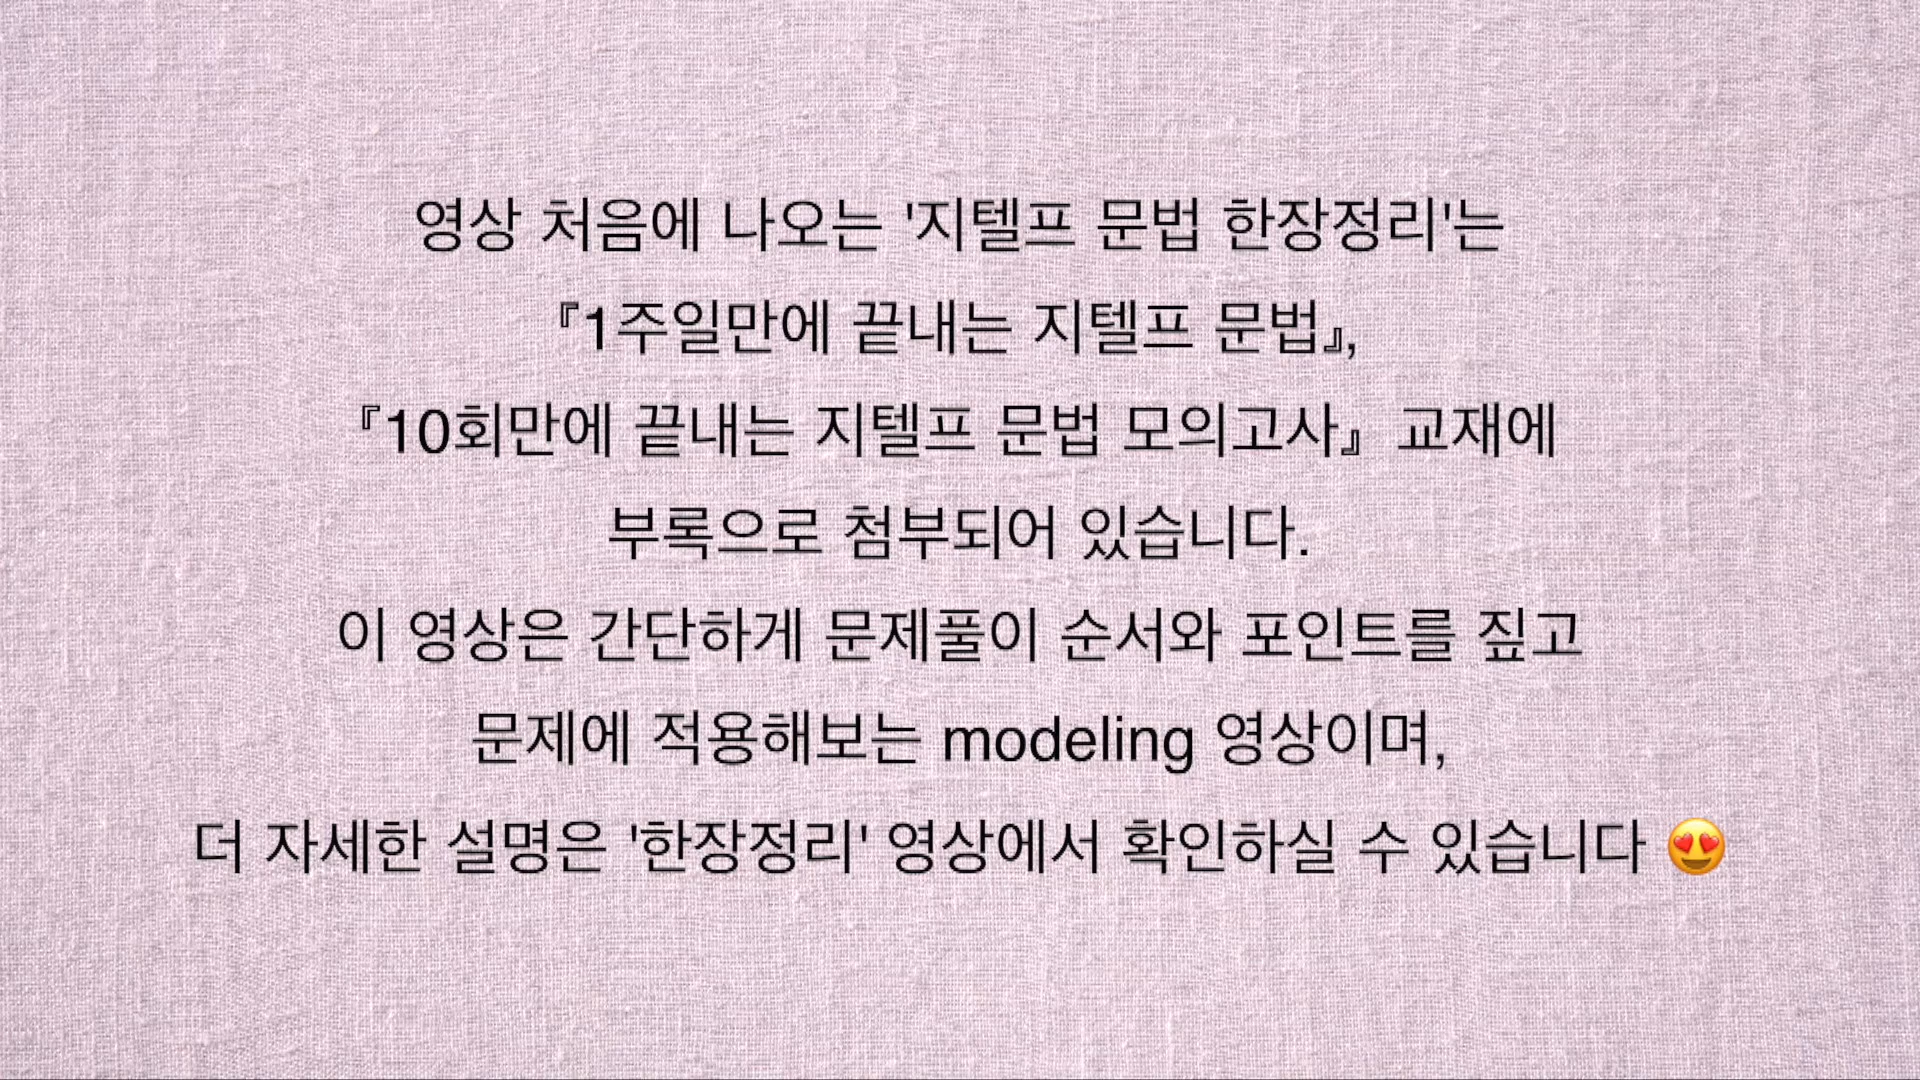 영상 처음에 나오는 '지텔프 문법 한장정리'는
『1주일만에 끝내는 지텔프 문법』,
『10회만에 끝내는 지텔프 문법 모의고사』 교재에
부록으로 첨부되어 있습니다.
이 영상은 간단하게 문제풀이 순서와 포인트를 짚고
문제에 적용해보는 modeling 영상이며,
더 자세한 설명은 '한장정리' 영상에서 확인하실 수 있습니다 😍